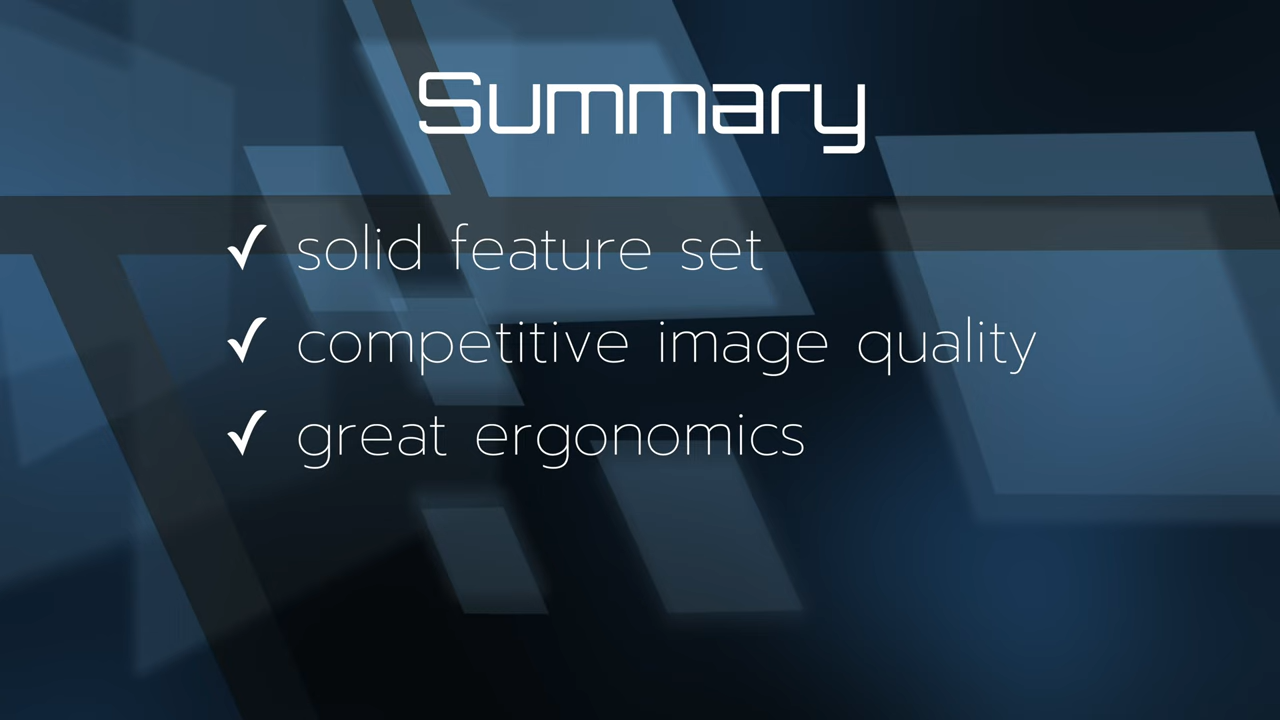 Summary
✓ solid feature set
✓ competitive image quality
✓ great ergonomics